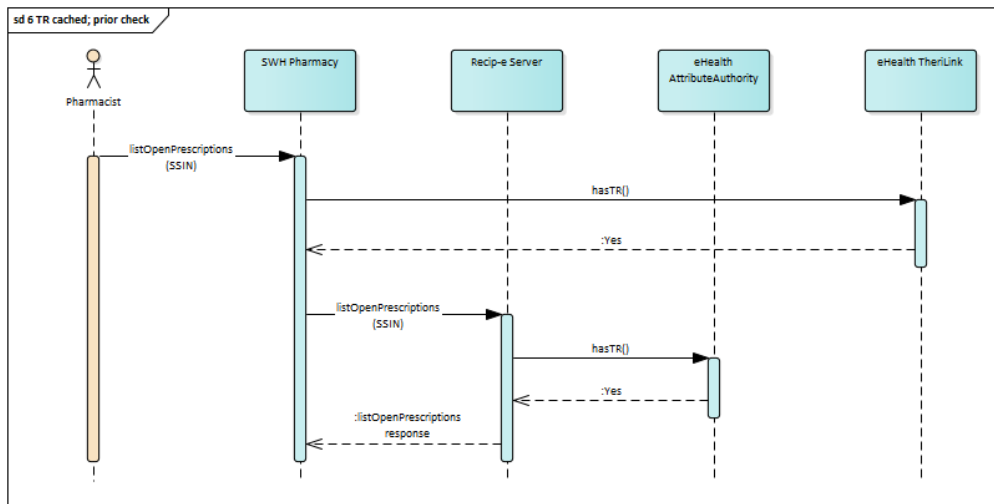 sd 6 TR cached; prior check
SWH Pharmacy
Recip-e Server
eHealth
AttributeAuthority
eHealth TheriLink
Pharmacist
listOpenPrescriptions
(SSIN)
hasTR()
:Yes
listOpenPrescriptions
(SSIN)
hasTR()
:Yes
:listOpenPrescriptions
response